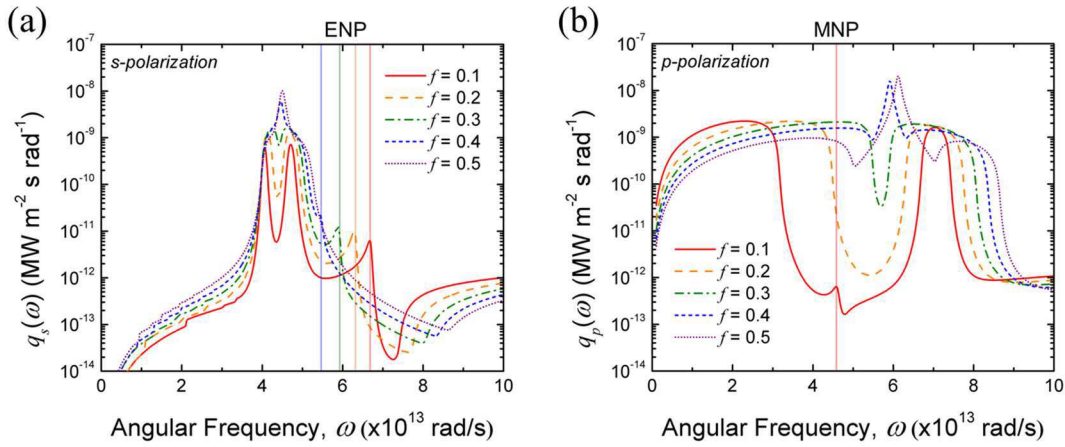 (a)
ENP
s-polarization
f = 0.1
f = 0.2
f = 0.3
f = 0.4
f = 0.5
10⁻⁷
10⁻⁸
10⁻⁹
10⁻¹⁰
10⁻¹¹
10⁻¹²
10⁻¹³
10⁻¹⁴
qₛ(ω) (MW m⁻² s rad⁻¹)
0 2 4 6 8 10
Angular Frequency, ω (x10¹³ rad/s)
(b)
MNP
p-polarization
10⁻⁷
10⁻⁸
10⁻⁹
10⁻¹⁰
10⁻¹¹
10⁻¹²
10⁻¹³
10⁻¹⁴
qₚ(ω) (MW m⁻² s rad⁻¹)
f = 0.1
f = 0.2
f = 0.3
f = 0.4
f = 0.5
0 2 4 6 8 10
Angular Frequency, ω (x10¹³ rad/s)